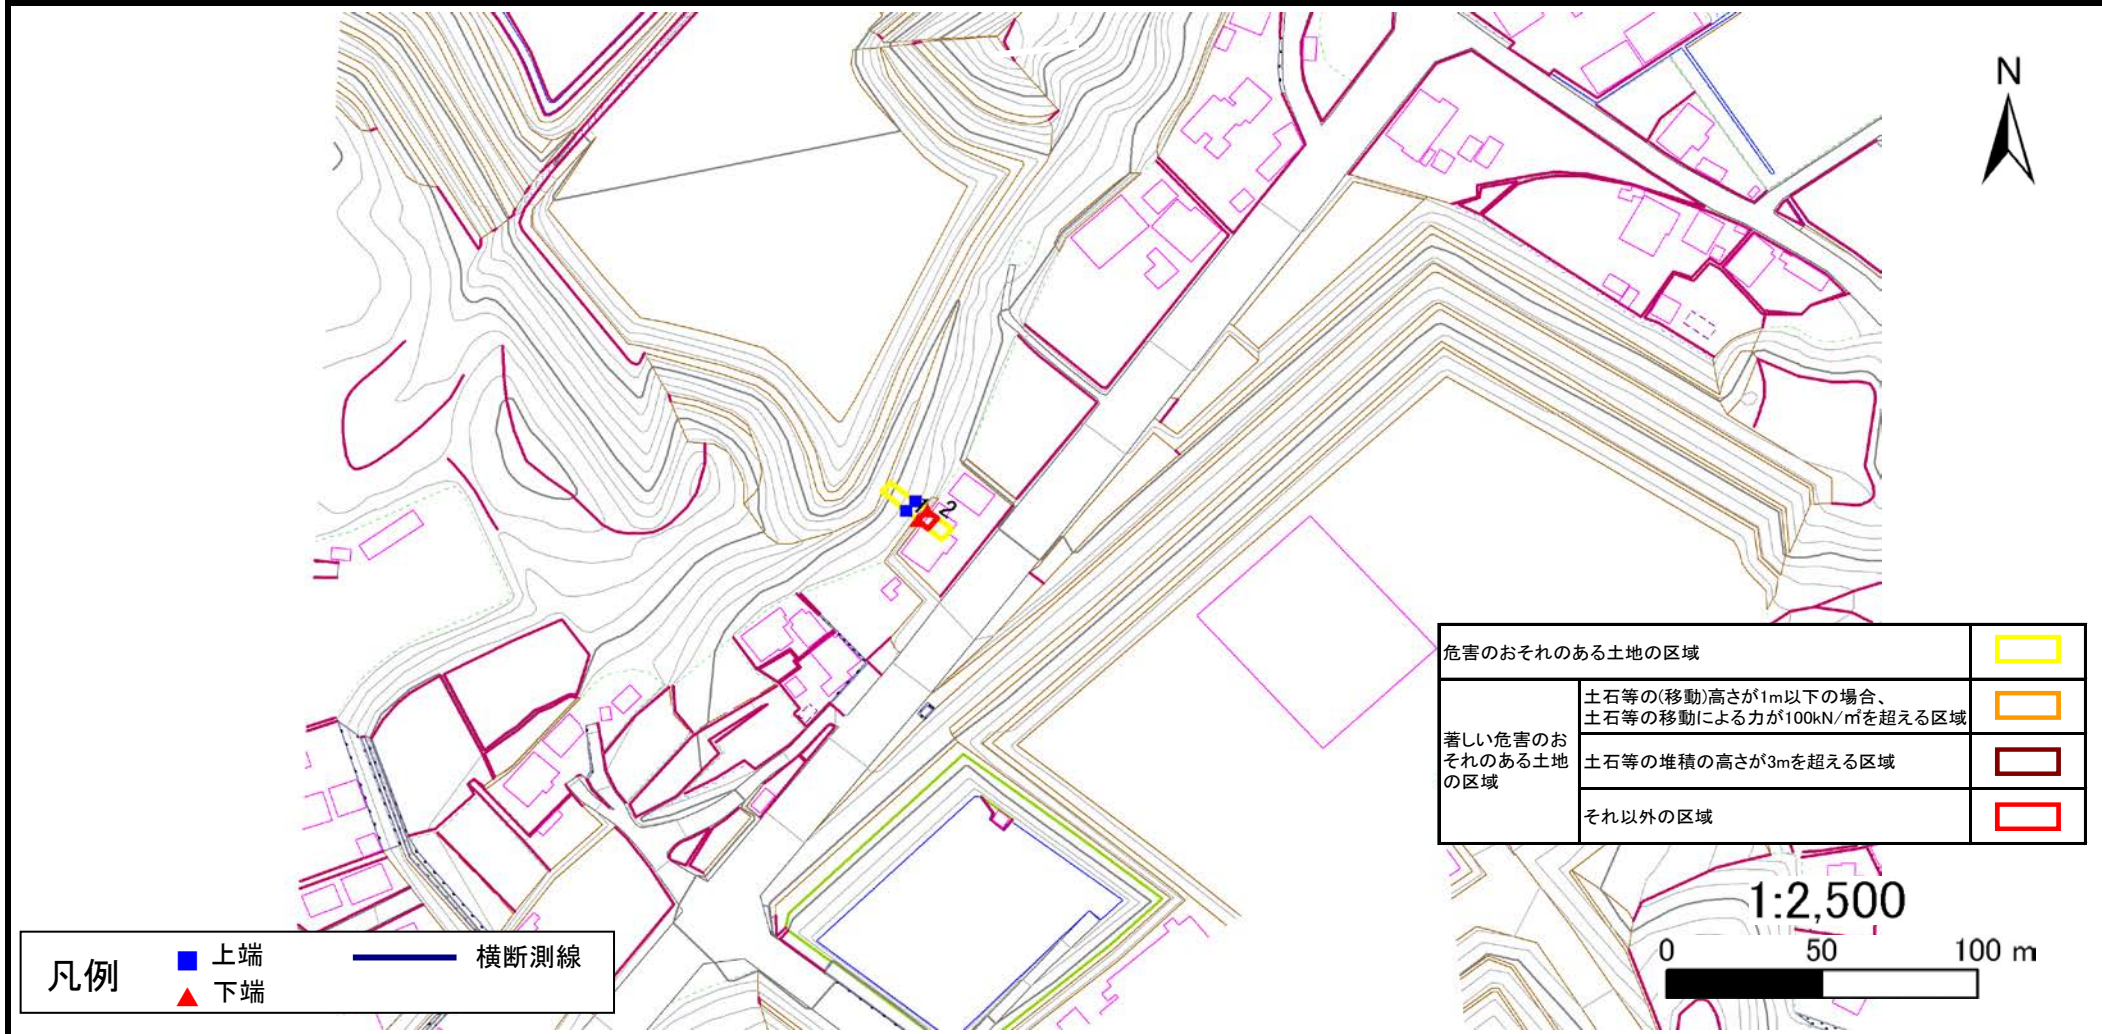 N
1 2
危害のおそれのある土地の区域
著しい危害のお
それのある土地
の区域
土石等の(移動)高さが1m以下の場合、
土石等の移動による力が100kN/㎡を超える区域
土石等の堆積の高さが3mを超える区域
それ以外の区域
1:2,500
0 50 100 m
凡例
上端
下端
横断測線